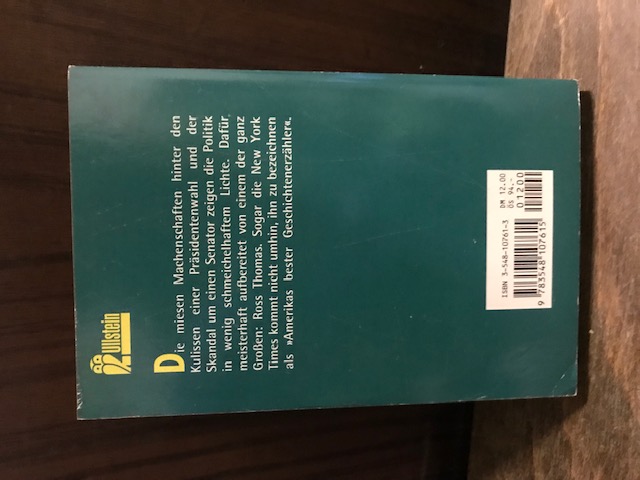 Ullstein
Die miesen Machenschaften hinter den
Kulissen einer Präsidentenwahl und der
Skandal um einen Senator zeigen die Politik
in wenig schmeichelhaftem Lichte. Dafür
meisterhaft aufbereitet von einem der ganz
Großen: Ross Thomas. Sogar die New York
Times kommt nicht umhin, ihn zu bezeichnen
als »Amerikas bester Geschichtenerzähler«.
DM 12.00
ÖS 94.-
01200
ISBN 3-548-10761-3
9 783548 107615